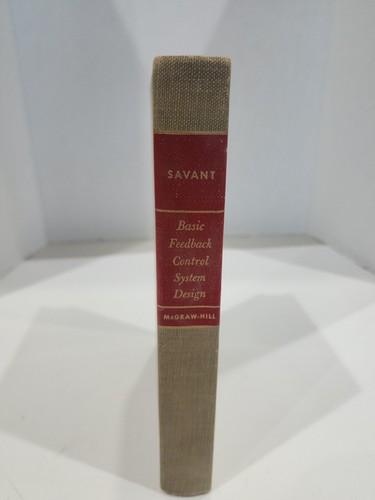 SAVANT
Basic
Feedback
Control
System
Design
McGRAW-HILL